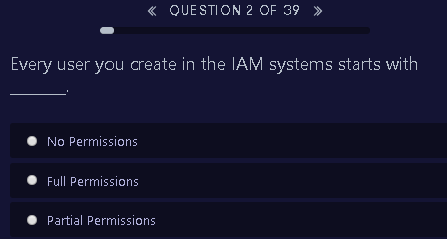 « QUESTION 2 OF 39 »
Every user you create in the IAM systems starts with
________.
No Permissions
Full Permissions
Partial Permissions